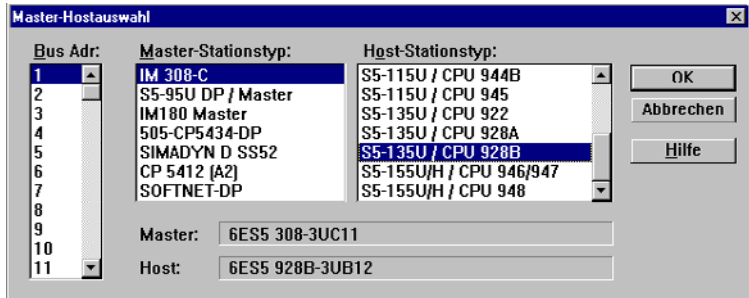 Master-Hostauswahl
Bus Adr:
1
2
3
4
5
6
7
8
9
10
11
Master-Stationstyp:
IM 308-C
S5-95U DP / Master
IM180 Master
505-CP5434-DP
SIMADYN D SS52
CP 5412 (A2)
SOFTNET-DP
Host-Stationstyp:
S5-115U / CPU 944B
S5-115U / CPU 945
S5-135U / CPU 922
S5-135U / CPU 928A
S5-135U / CPU 928B
S5-155U/H / CPU 946/947
S5-155U/H / CPU 948
OK
Abbrechen
Hilfe
Master: 6ES5 308-3UC11
Host: 6ES5 928B-3UB12